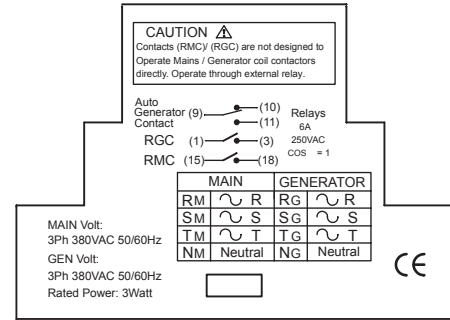 CAUTION ⚠
Contacts (RMC)/ (RGC) are not designed to
Operate Mains / Generator coil contactors
directly. Operate through external relay.
Auto
Generator (9) (10)
Contact (11)
Relays
6A
250VAC
COS = 1
RGC (1) (3)
RMC (15) (18)
MAIN GENERATOR
RM ~ R RG ~ R
SM ~ S SG ~ S
TM ~ T TG ~ T
NM Neutral NG Neutral
MAIN Volt:
3Ph 380VAC 50/60Hz
GEN Volt:
3Ph 380VAC 50/60Hz
Rated Power: 3Watt
CE